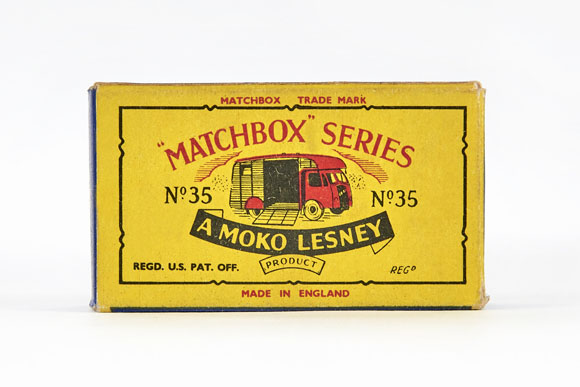 MATCHBOX TRADE MARK
"MATCHBOX" SERIES
Nº35 Nº35
A MOKO LESNEY
PRODUCT
REGD. U.S. PAT. OFF. REGD
MADE IN ENGLAND